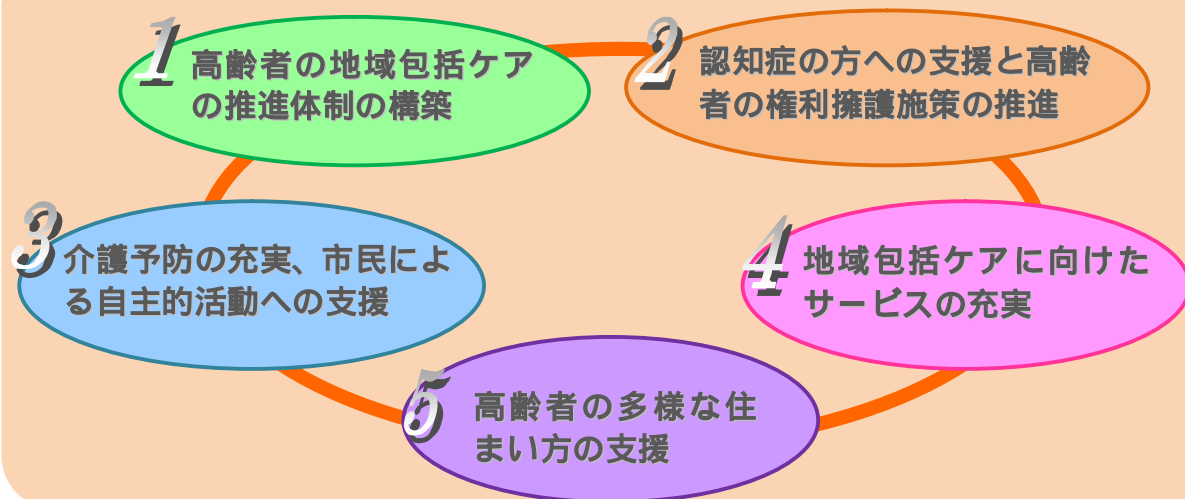 1
高齢者の地域包括ケア
の推進体制の構築
2
認知症の方への支援と高齢
者の権利擁護施策の推進
3
介護予防の充実、市民によ
る自主的活動への支援
4
地域包括ケアに向けた
サービスの充実
5
高齢者の多様な住
まい方の支援